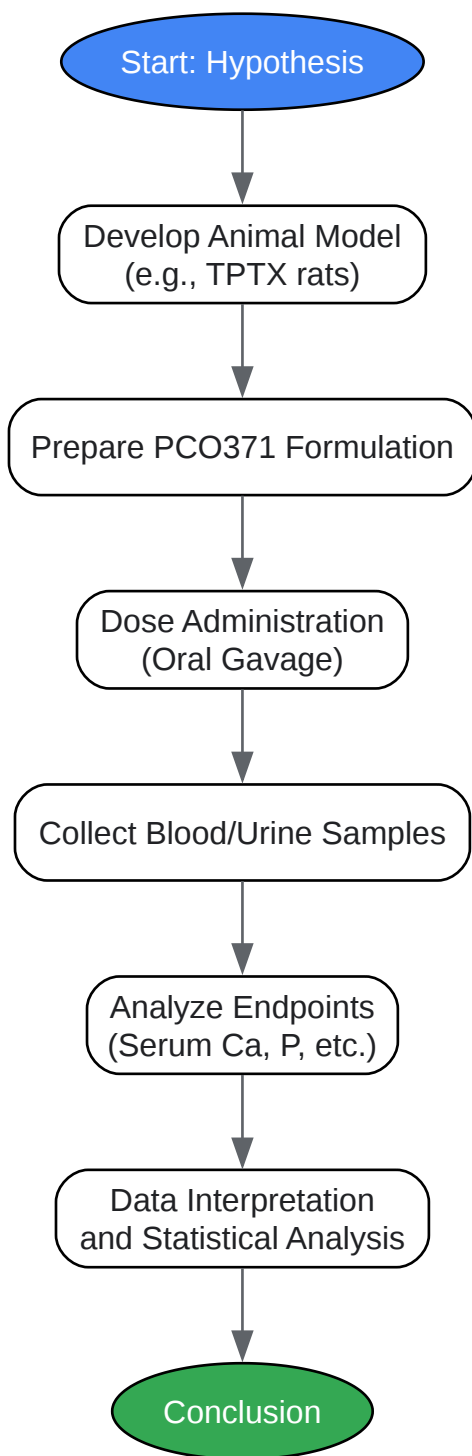 Start: Hypothesis
Develop Animal Model
(e.g., TPTX rats)
Prepare PCO371 Formulation
Dose Administration
(Oral Gavage)
Collect Blood/Urine Samples
Analyze Endpoints
(Serum Ca, P, etc.)
Data Interpretation
and Statistical Analysis
Conclusion